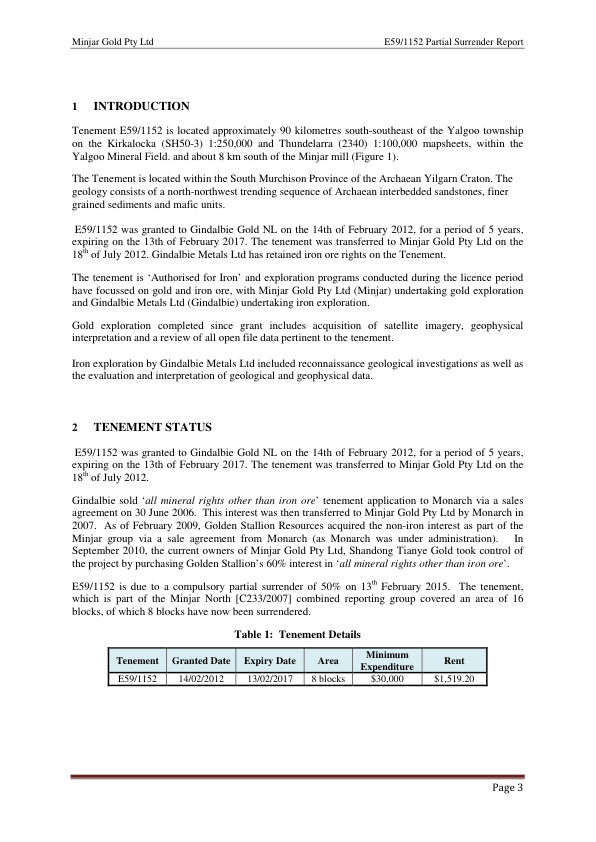 Minjar Gold Pty Ltd E59/1152 Partial Surrender Report
1 INTRODUCTION
Tenement E59/1152 is located approximately 90 kilometres south-southeast of the Yalgoo township
on the Kirkalocka (SH50-3) 1:250,000 and Thundelarra (2340) 1:100,000 mapsheets, within the
Yalgoo Mineral Field. and about 8 km south of the Minjar mill (Figure 1).
The Tenement is located within the South Murchison Province of the Archaean Yilgarn Craton. The
geology consists of a north-northwest trending sequence of Archaean interbedded sandstones, finer
grained sediments and mafic units.
E59/1152 was granted to Gindalbie Gold NL on the 14th of February 2012, for a period of 5 years,
expiring on the 13th of February 2017. The tenement was transferred to Minjar Gold Pty Ltd on the
18th of July 2012. Gindalbie Metals Ltd has retained iron ore rights on the Tenement.
The tenement is ‘Authorised for Iron’ and exploration programs conducted during the licence period
have focussed on gold and iron ore, with Minjar Gold Pty Ltd (Minjar) undertaking gold exploration
and Gindalbie Metals Ltd (Gindalbie) undertaking iron exploration.
Gold exploration completed since grant includes acquisition of satellite imagery, geophysical
interpretation and a review of all open file data pertinent to the tenement.
Iron exploration by Gindalbie Metals Ltd included reconnaissance geological investigations as well as
the evaluation and interpretation of geological and geophysical data.
2 TENEMENT STATUS
E59/1152 was granted to Gindalbie Gold NL on the 14th of February 2012, for a period of 5 years,
expiring on the 13th of February 2017. The tenement was transferred to Minjar Gold Pty Ltd on the
18th of July 2012.
Gindalbie sold ‘all mineral rights other than iron ore’ tenement application to Monarch via a sales
agreement on 30 June 2006. This interest was then transferred to Minjar Gold Pty Ltd by Monarch in
2007. As of February 2009, Golden Stallion Resources acquired the non-iron interest as part of the
Minjar group via a sale agreement from Monarch (as Monarch was under administration). In
September 2010, the current owners of Minjar Gold Pty Ltd, Shandong Tianye Gold took control of
the project by purchasing Golden Stallion’s 60% interest in ‘all mineral rights other than iron ore’.
E59/1152 is due to a compulsory partial surrender of 50% on 13th February 2015. The tenement,
which is part of the Minjar North [C233/2007] combined reporting group covered an area of 16
blocks, of which 8 blocks have now been surrendered.
Table 1: Tenement Details
Tenement Granted Date Expiry Date Area Minimum Expenditure Rent
E59/1152 14/02/2012 13/02/2017 8 blocks $30,000 $1,519.20
Page 3